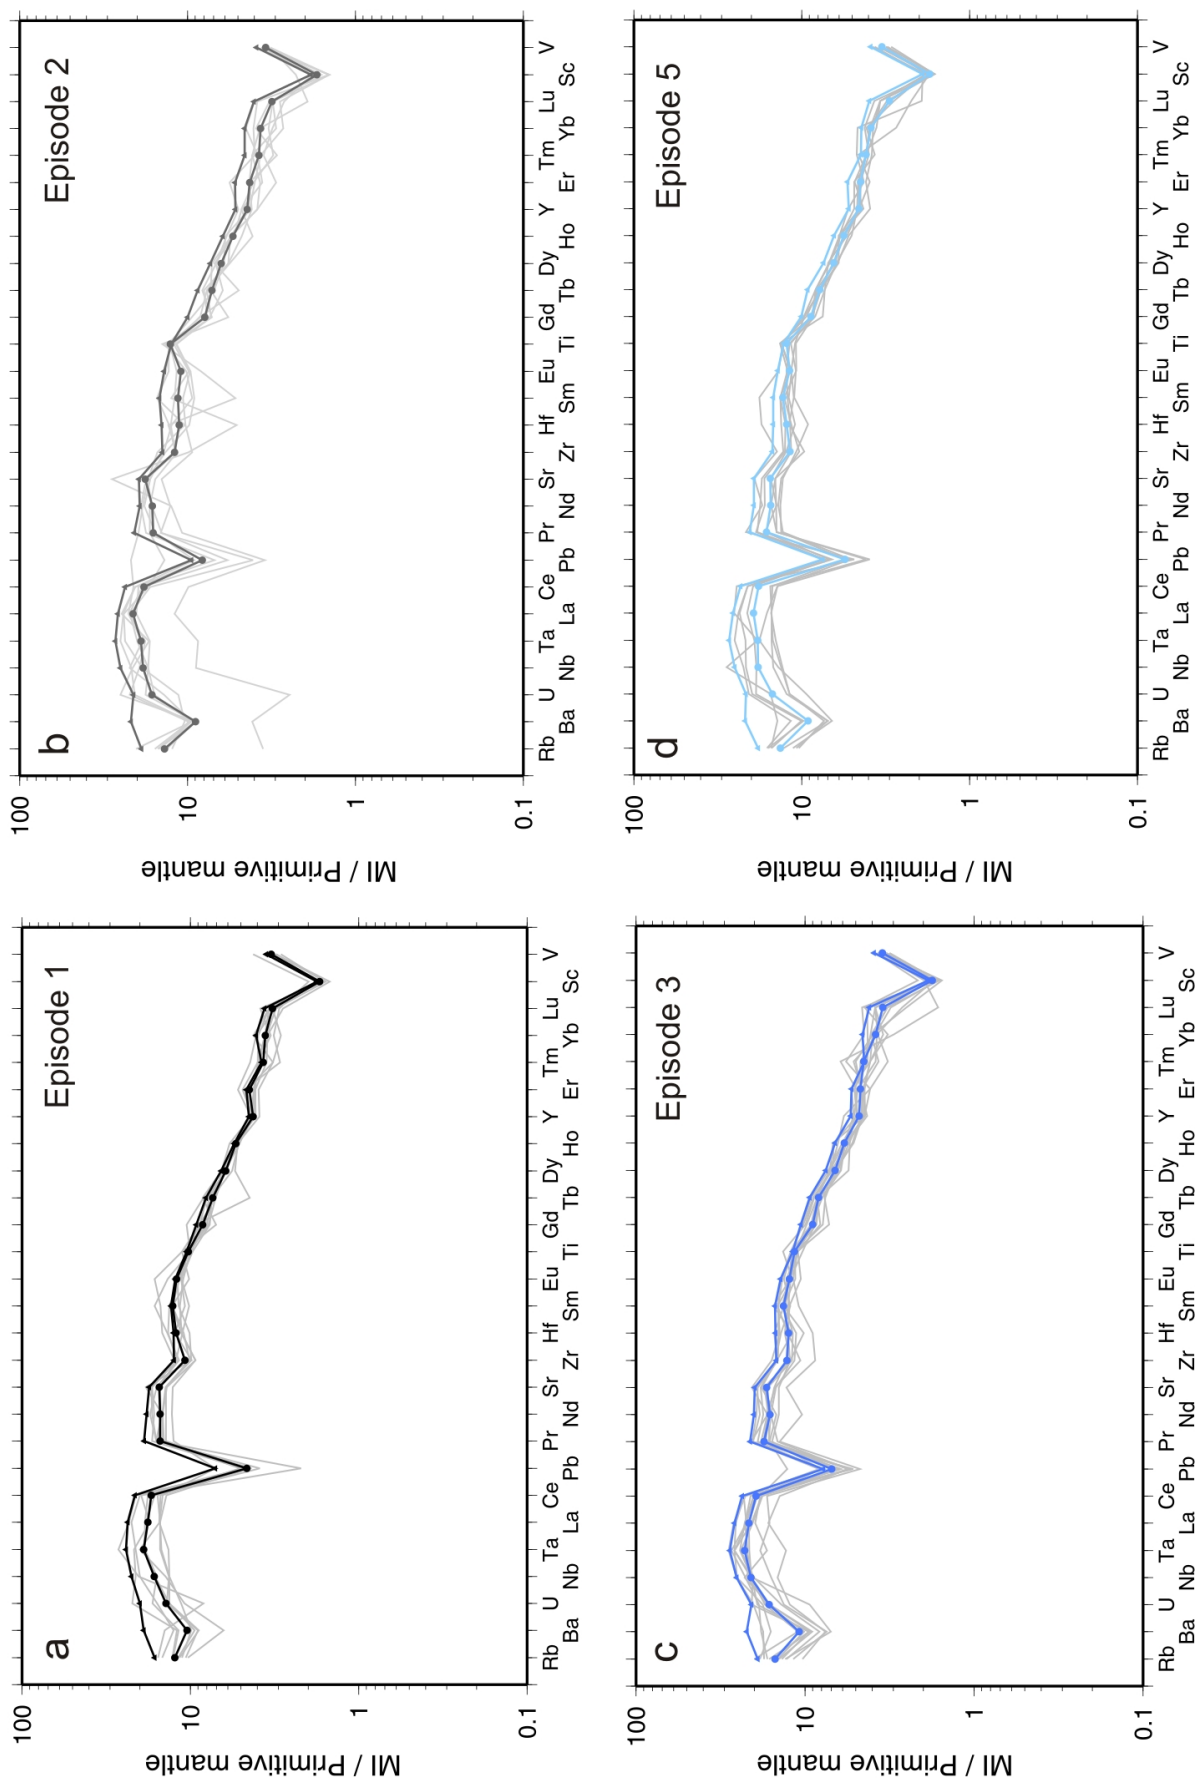 a
Episode 1
MI / Primitive mantle
100
10
1
0.1
Rb Ba U Nb Ta La Ce Pb Pr Nd Sr Zr Hf Sm Eu Ti Gd Tb Dy Ho Y Er Tm Yb Lu Sc V
b
Episode 2
MI / Primitive mantle
100
10
1
0.1
Rb Ba U Nb Ta La Ce Pb Pr Nd Sr Zr Hf Sm Eu Ti Gd Tb Dy Ho Y Er Tm Yb Lu Sc V
c
Episode 3
MI / Primitive mantle
100
10
1
0.1
Rb Ba U Nb Ta La Ce Pb Pr Nd Sr Zr Hf Sm Eu Ti Gd Tb Dy Ho Y Er Tm Yb Lu Sc V
d
Episode 5
MI / Primitive mantle
100
10
1
0.1
Rb Ba U Nb Ta La Ce Pb Pr Nd Sr Zr Hf Sm Eu Ti Gd Tb Dy Ho Y Er Tm Yb Lu Sc V